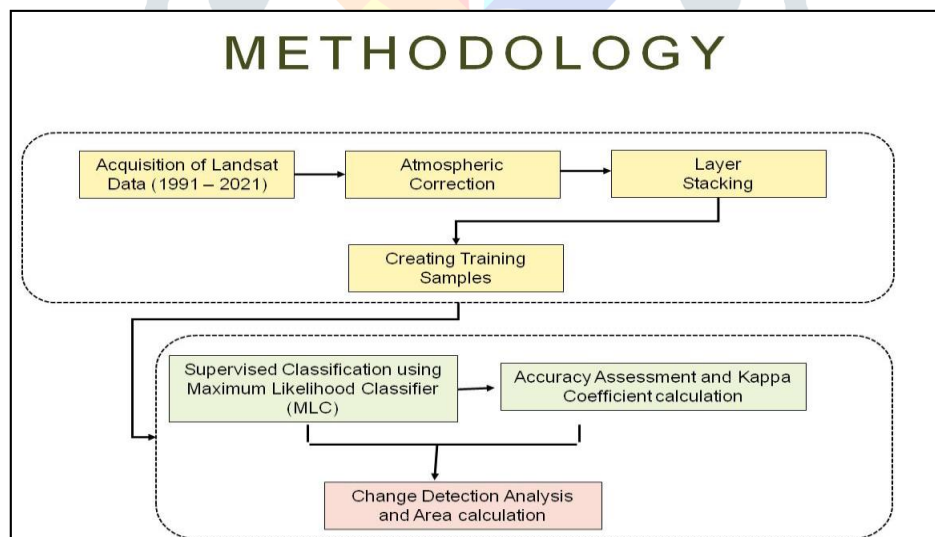 METHODOLOGY
Acquisition of Landsat
Data (1991 – 2021)
Atmospheric
Correction
Layer
Stacking
Creating Training
Samples
Supervised Classification using
Maximum Likelihood Classifier
(MLC)
Accuracy Assessment and Kappa
Coefficient calculation
Change Detection Analysis
and Area calculation